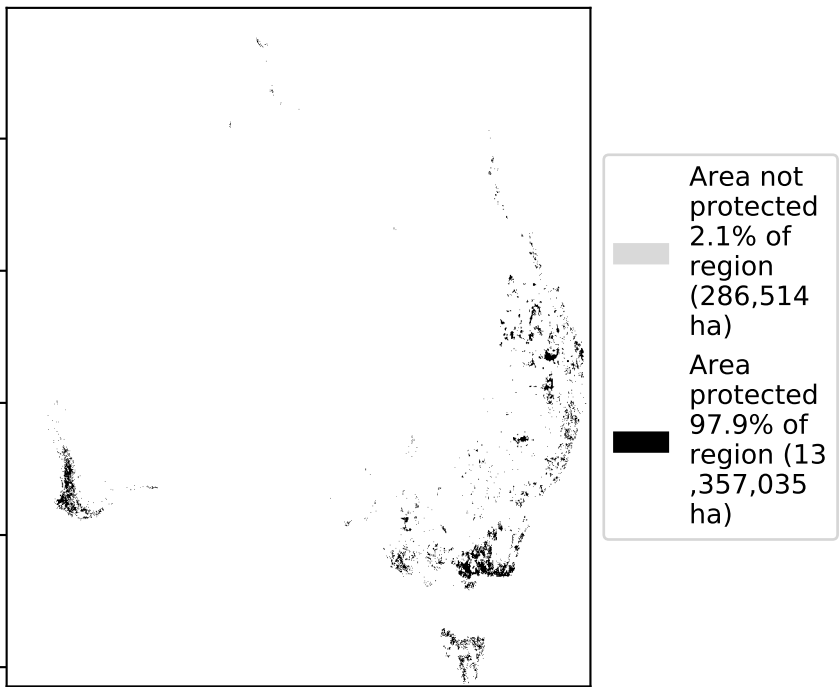 Area not
protected
2.1% of
region
(286,514
ha)
Area
protected
97.9% of
region (13
,357,035
ha)